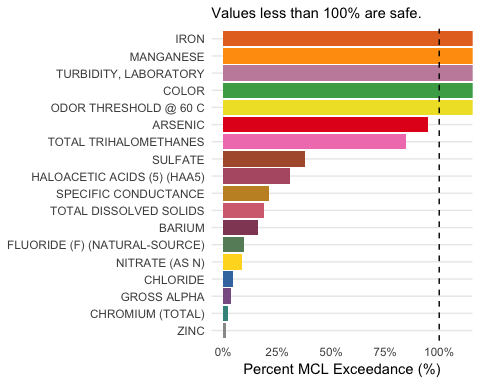 Values less than 100% are safe.
IRON
MANGANESE
TURBIDITY, LABORATORY
COLOR
ODOR THRESHOLD @ 60 C
ARSENIC
TOTAL TRIHALOMETHANES
SULFATE
HALOACETIC ACIDS (5) (HAA5)
SPECIFIC CONDUCTANCE
TOTAL DISSOLVED SOLIDS
BARIUM
FLUORIDE (F) (NATURAL-SOURCE)
NITRATE (AS N)
CHLORIDE
GROSS ALPHA
CHROMIUM (TOTAL)
ZINC
0% 25% 50% 75% 100%
Percent MCL Exceedance (%)